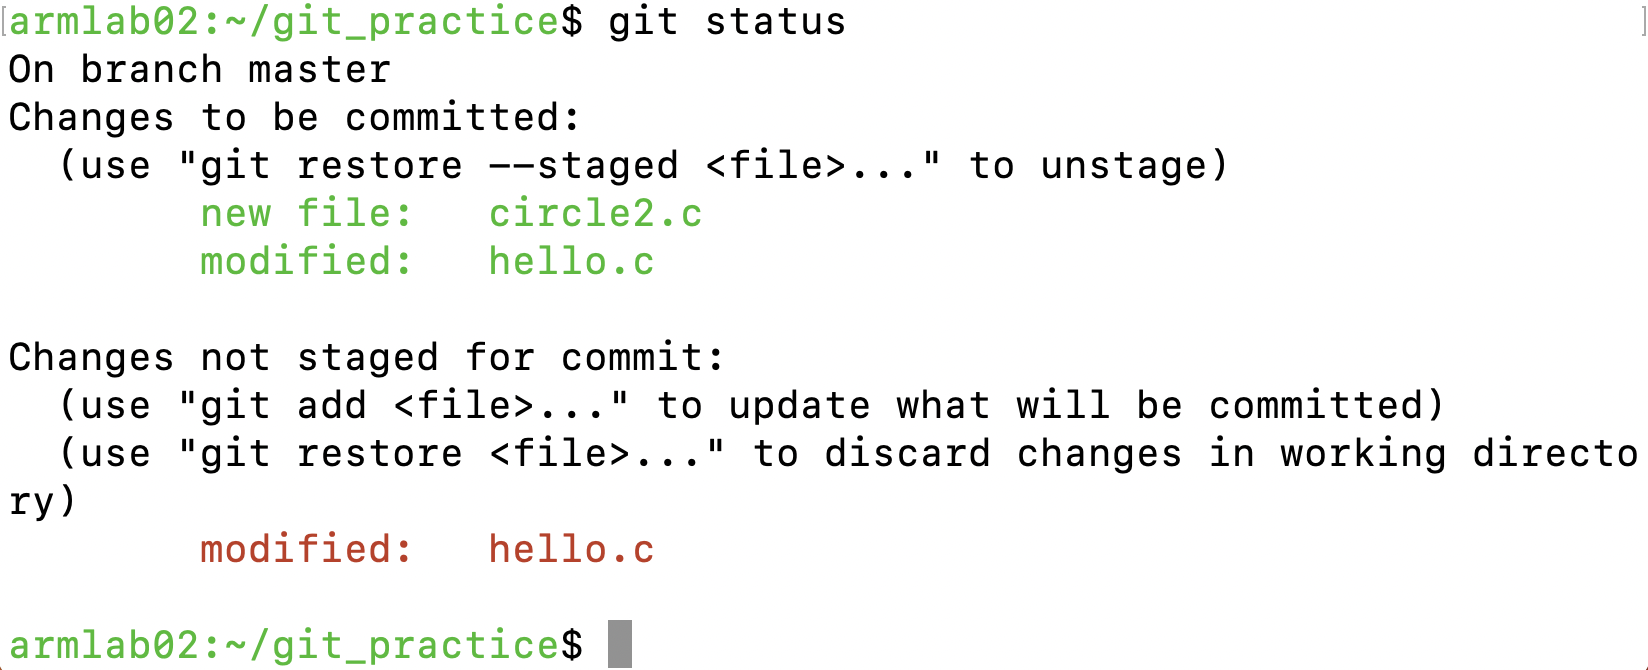 [armlab02:~/git_practice$ git status]
On branch master
Changes to be committed:
  (use "git restore --staged <file>..." to unstage)
        new file:   circle2.c
        modified:   hello.c

Changes not staged for commit:
  (use "git add <file>..." to update what will be committed)
  (use "git restore <file>..." to discard changes in working directo
ry)
        modified:   hello.c

armlab02:~/git_practice$